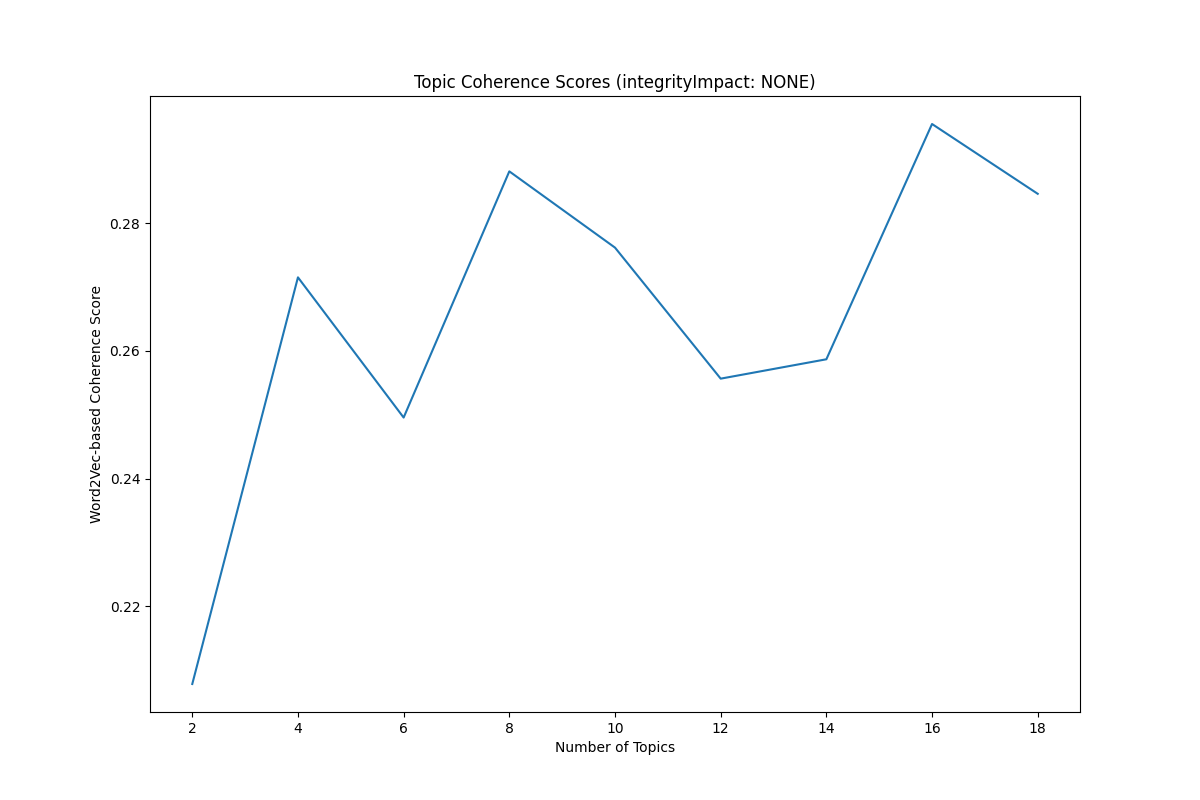 Topic Coherence Scores (integrityImpact: NONE)
Word2Vec-based Coherence Score
0.28
0.26
0.24
0.22
2 4 6 8 10 12 14 16 18
Number of Topics